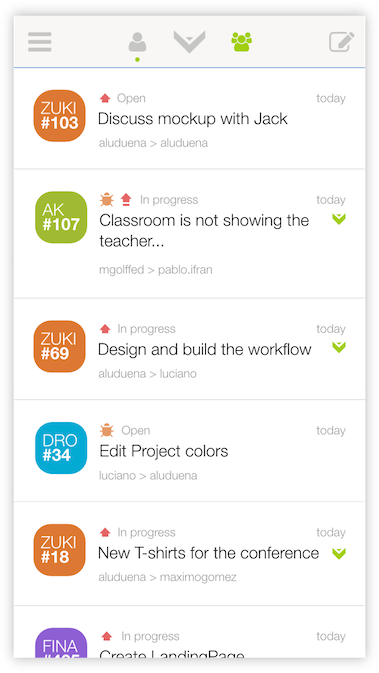 ZUKI
#103
Open
today
Discuss mockup with Jack
aluduena > aluduena
AK
#107
In progress
today
Classroom is not showing the
teacher...
mgolffed > pablo.ifran
ZUKI
#69
In progress
today
Design and build the workflow
aluduena > luciano
DRO
#34
Open
today
Edit Project colors
luciano > aluduena
ZUKI
#18
In progress
today
New T-shirts for the conference
aluduena > maximogomez
FINA
In progress
today
Create LandingPage